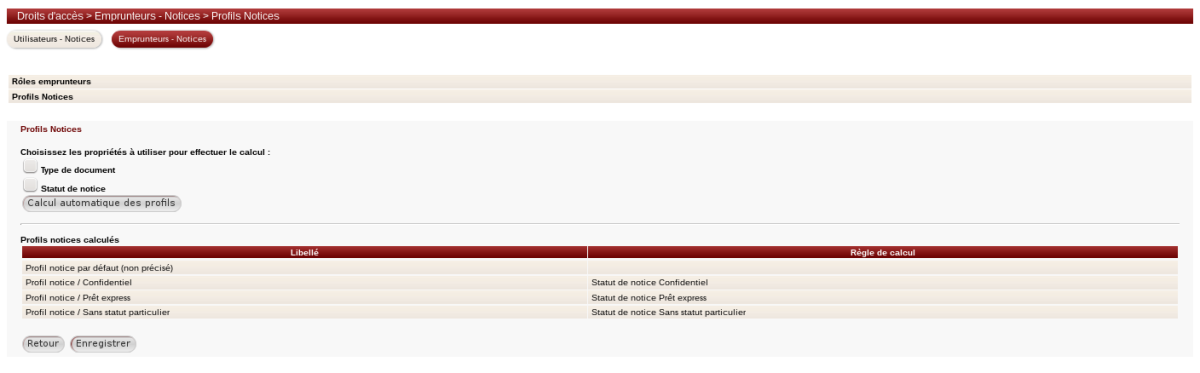 Droits d'accès > Emprunteurs - Notices > Profils Notices
Utilisateurs - Notices Emprunteurs - Notices
Rôles emprunteurs
Profils Notices
Profils Notices
Choisissez les propriétés à utiliser pour effectuer le calcul :
Type de document
Statut de notice
Calcul automatique des profils
Profils notices calculés
Libellé Régle de calcul
Profil notice par défaut (non précisé)
Profil notice / Confidentiel Statut de notice Confidentiel
Profil notice / Prêt express Statut de notice Prêt express
Profil notice / Sans statut particulier Statut de notice Sans statut particulier
Retour Enregistrer